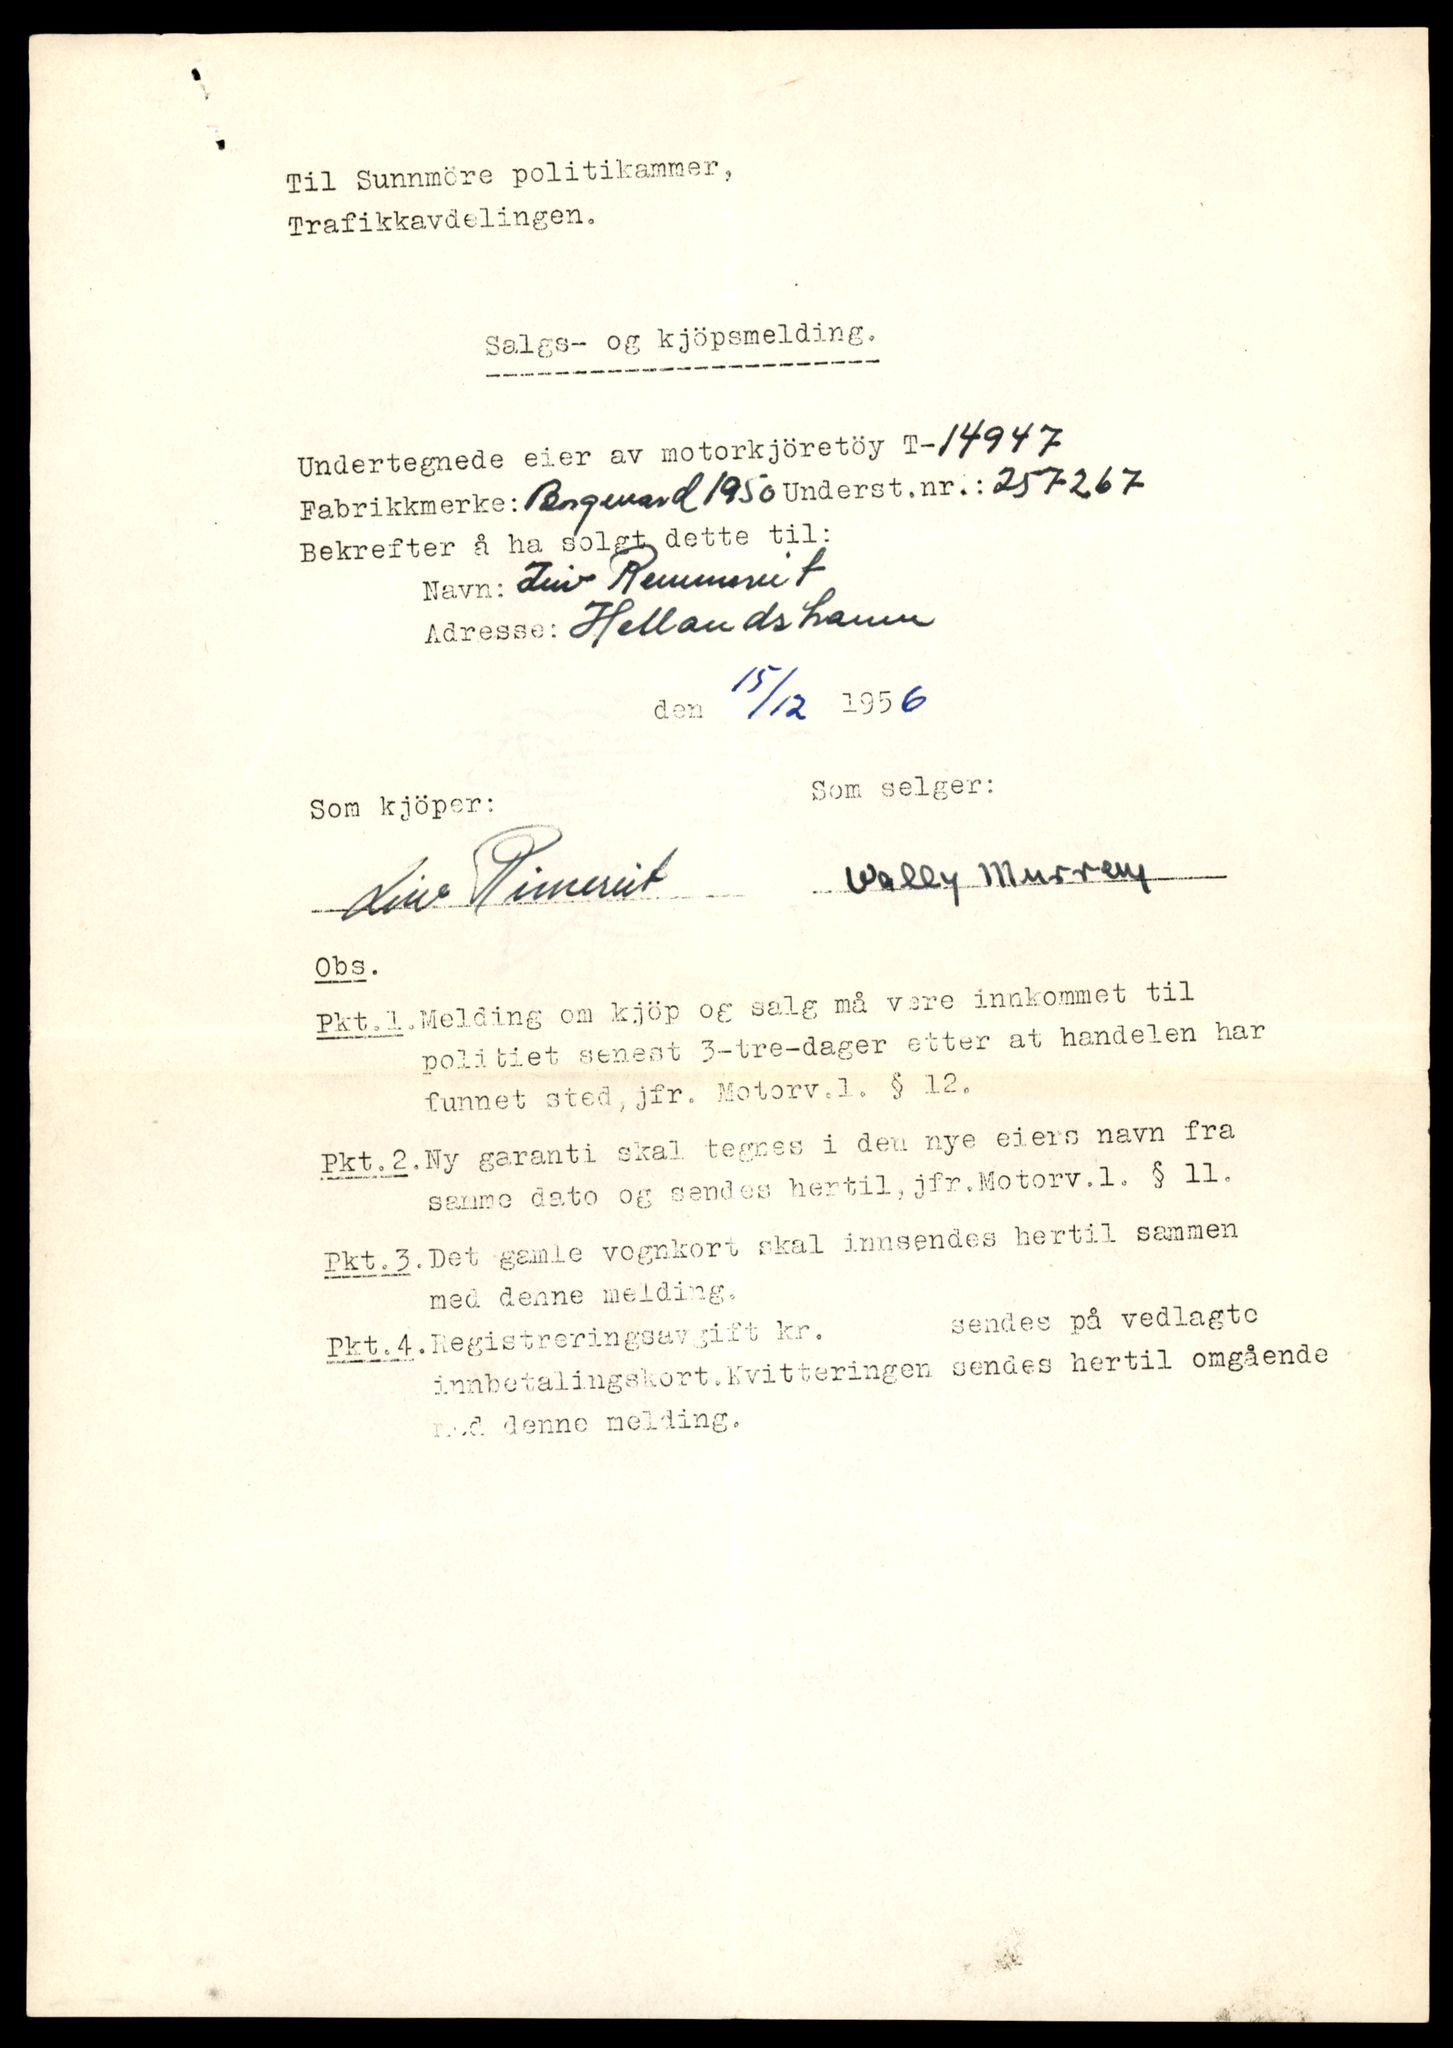 Til Sunnmöre politikammer,
Trafikkavdelingen.
Salgs- og kjöpsmelding.
Undertegnede eier av motorkjöretöy T-14947
Fabrikkmerke: Borgward 1950 Underst.nr.: 257267
Bekrefter å ha solgt dette til:
Navn: Liv Remmereit
Adresse: Hellandshamn
den 15/12 1956
Som kjöper: Som selger:
Liv Rimereit Wally Murrey
Obs.
Pkt.1. Melding om kjöp og salg må vere innkommet til
politiet senest 3-tre-dager etter at handelen har
funnet sted, jfr. Motorv.l. § 12.
Pkt.2. Ny garanti skal tegnes i den nye eiers navn fra
samme dato og sendes hertil, jfr. Motorv.l. § 11.
Pkt.3. Det gamle vognkort skal innsendes hertil sammen
med denne melding.
Pkt.4. Registreringsavgift kr. sendes på vedlagte
innbetalingskort. Kvitteringen sendes hertil omgående
med denne melding.